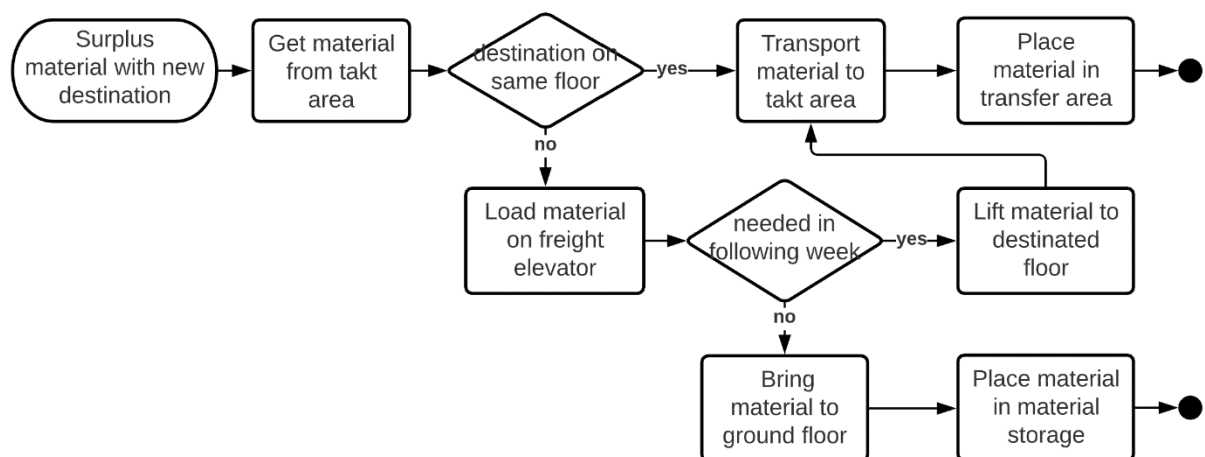 Surplus
material with new
destination
Get material
from takt
area
destination on
same floor
yes
Transport
material to
takt area
Place
material in
transfer area
no
Load material
on freight
elevator
needed in
following week
yes
Lift material to
destinated
floor
no
Bring
material to
ground floor
Place material
in material
storage